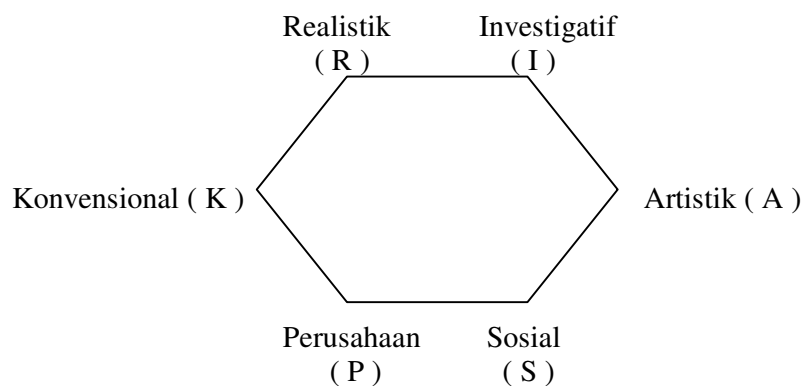 Realistik Investigatif
( R ) ( I )
Konvensional ( K ) Artistik ( A )
Perusahaan Sosial
( P ) ( S )